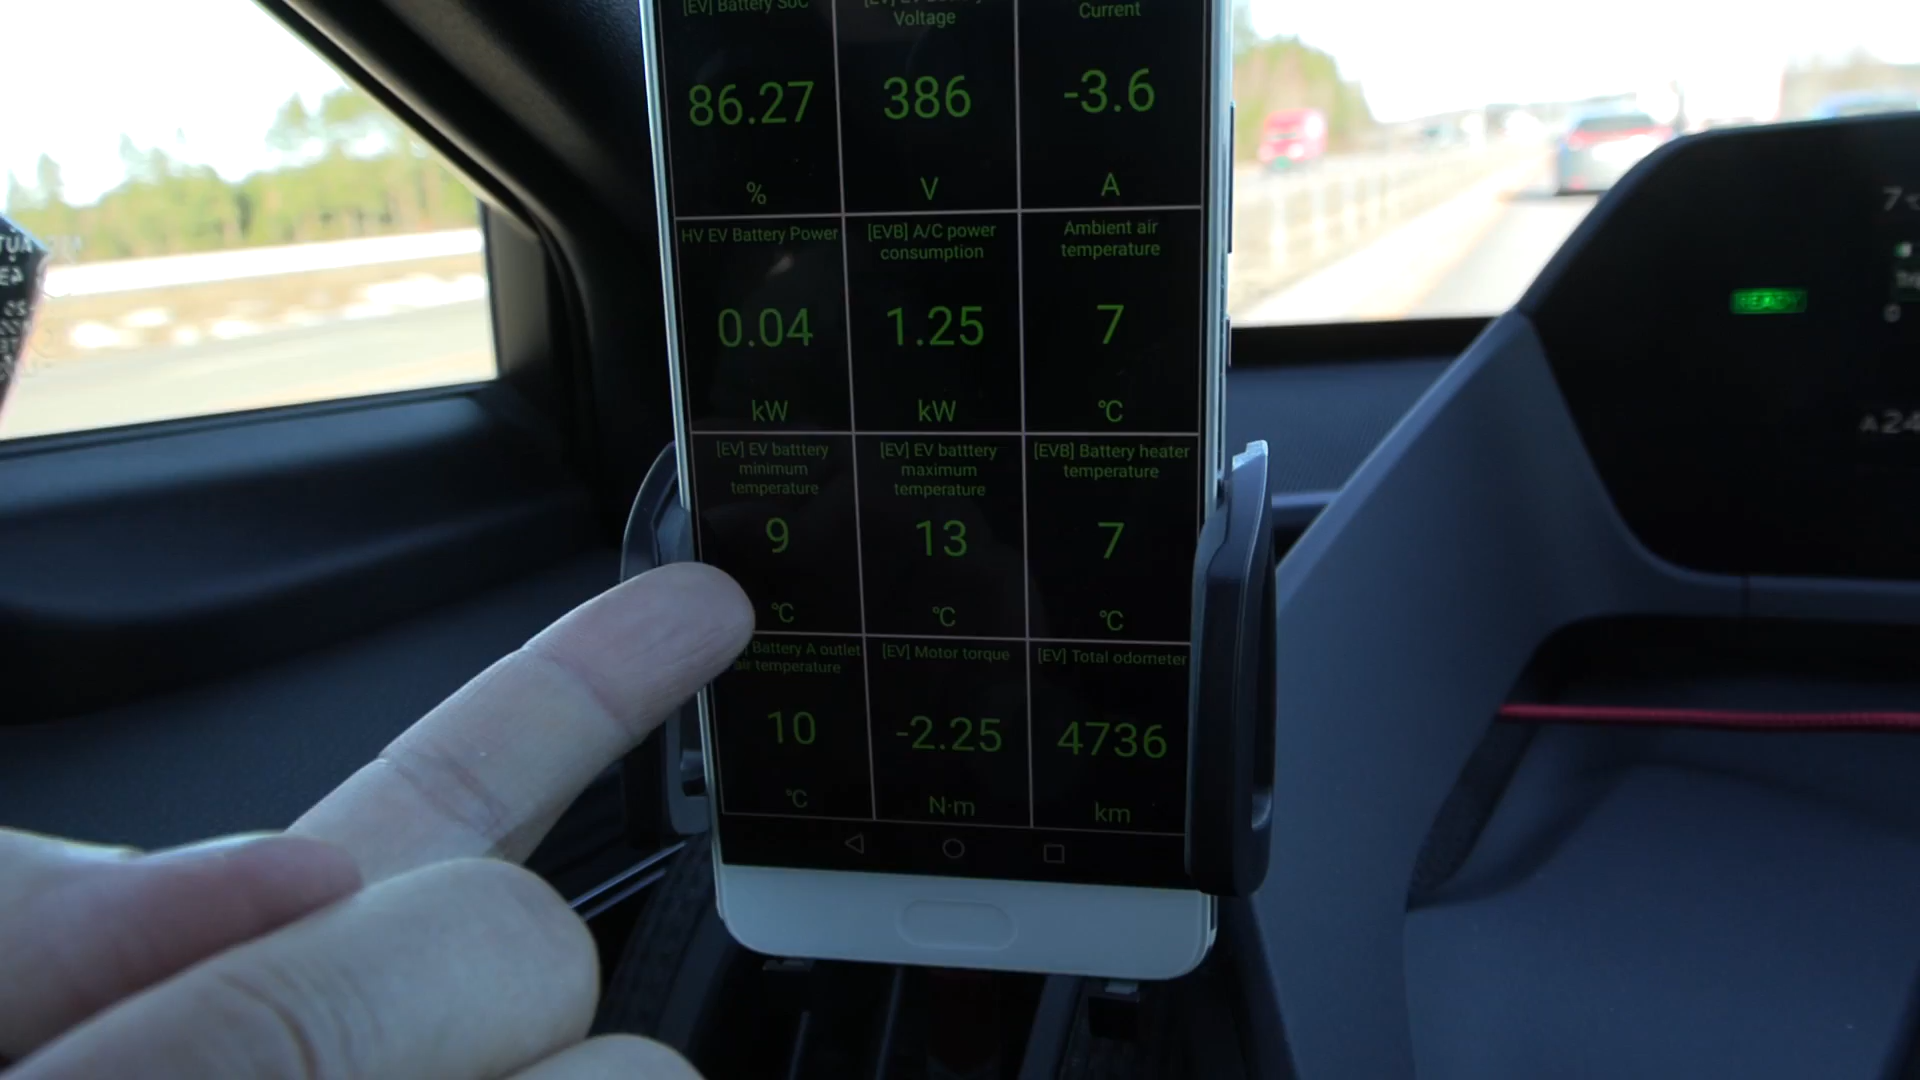 [EV] Battery SoC
Voltage
Current
86.27
386
-3.6
%
V
A
HV EV Battery Power
[EVB] A/C power
consumption
Ambient air
temperature
0.04
1.25
7
kW
kW
℃
[EV] EV batttery
minimum
temperature
[EV] EV batttery
maximum
temperature
[EVB] Battery heater
temperature
9
13
7
℃
℃
℃
Battery A outlet
air temperature
[EV] Motor torque
[EV] Total odometer
10
-2.25
4736
℃
N·m
km
READY